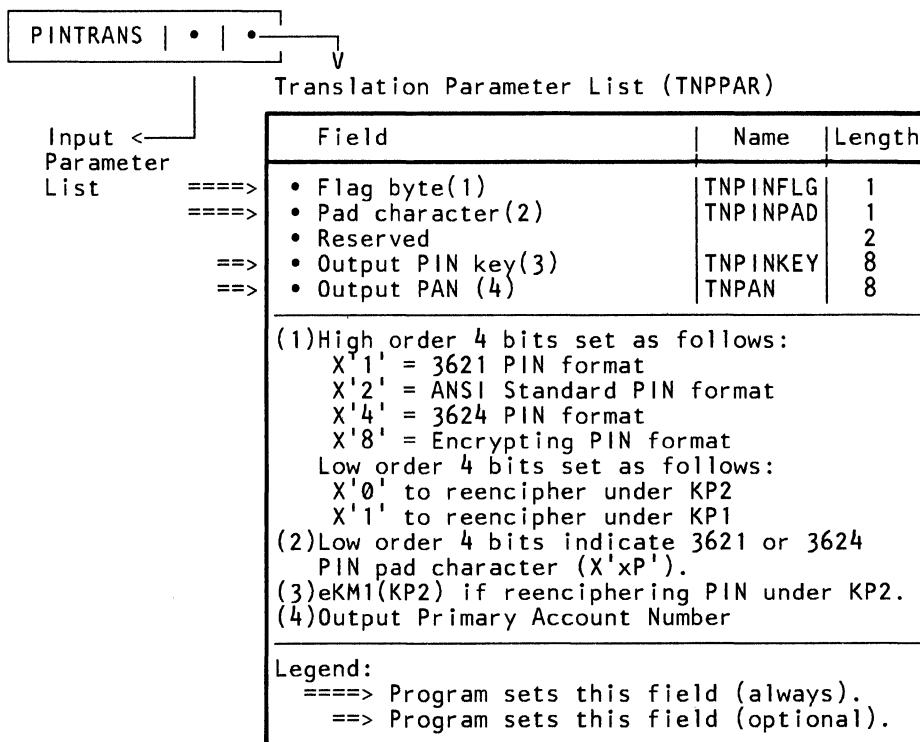 PINTRANS | • | •
V
Translation Parameter List (TNPPAR)
Input <
Parameter
List
Field | Name |Length
====> • Flag byte(1) |TNPINFLG| 1
====> • Pad character(2) |TNPINPAD| 1
• Reserved | | 2
==> • Output PIN key(3) |TNPINKEY| 8
==> • Output PAN (4) |TNPAN | 8
(1)High order 4 bits set as follows:
X'1' = 3621 PIN format
X'2' = ANSI Standard PIN format
X'4' = 3624 PIN format
X'8' = Encrypting PIN format
Low order 4 bits set as follows:
X'0' to reencipher under KP2
X'1' to reencipher under KP1
(2)Low order 4 bits indicate 3621 or 3624
PIN pad character (X'xP').
(3)eKM1(KP2) if reenciphering PIN under KP2.
(4)Output Primary Account Number
Legend:
====> Program sets this field (always).
==> Program sets this field (optional).